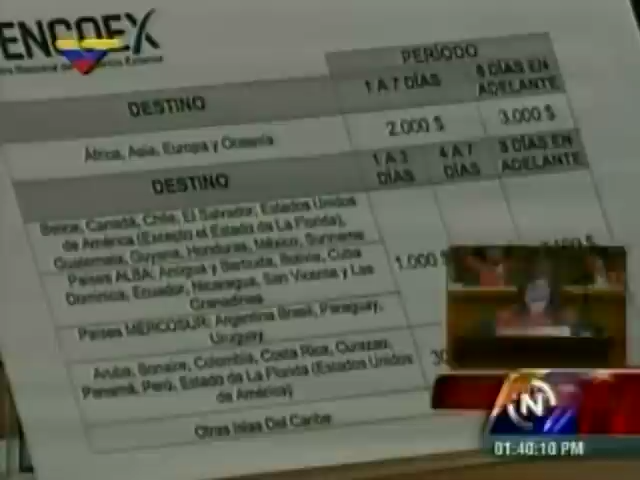 ENCOEX
PERÍODO
DESTINO
1 A 7 DÍAS
8 DÍAS EN
ADELANTE
África, Asia, Europa y Oceanía
2.000 $
3.000 $
DESTINO
1 A 3
DÍAS
4 A 7
DÍAS
8 DÍAS EN
ADELANTE
Belice, Canadá, Chile, El Salvador, Estados Unidos
de América (Excepto el Estado de La Florida),
Guatemala, Guyana, Honduras, México, Suriname
Países ALBA: Antigua y Barbuda, Bolivia, Cuba
Dominica, Ecuador, Nicaragua, San Vicente y Las
Granadinas
1.000
$
Países MERCOSUR: Argentina Brasil, Paraguay,
Uruguay
Aruba, Bonaire, Colombia, Costa Rica, Curazao,
Panamá, Perú, Estado de La Florida (Estados Unidos
de América)
30
Otras Islas Del Caribe
N
01:40:10 PM